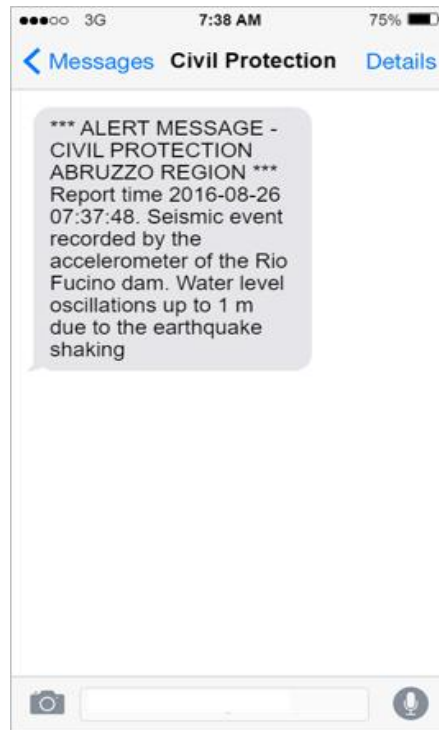 3G 7:38 AM 75%
Messages Civil Protection Details
*** ALERT MESSAGE -
CIVIL PROTECTION
ABRUZZO REGION ***
Report time 2016-08-26
07:37:48. Seismic event
recorded by the
accelerometer of the Rio
Fucino dam. Water level
oscillations up to 1 m
due to the earthquake
shaking